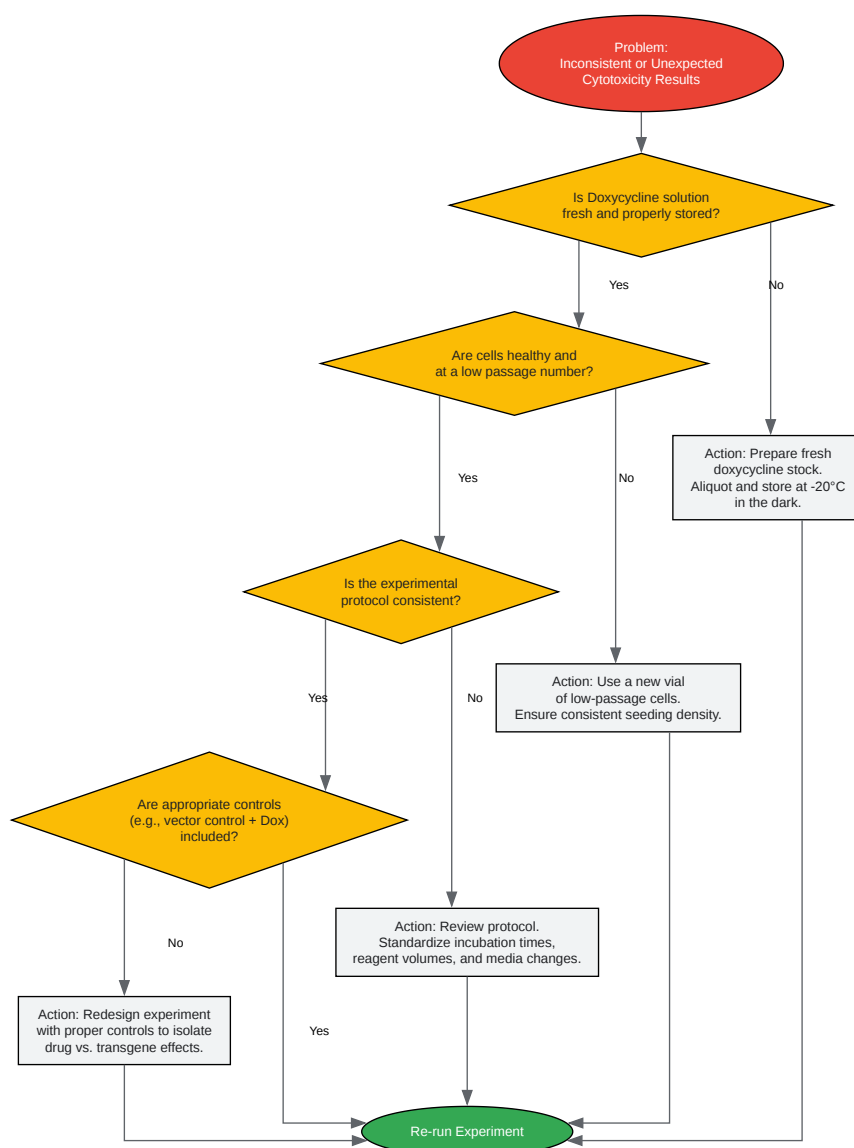 Problem:
Inconsistent or Unexpected
Cytotoxicity Results
Is Doxycycline solution
fresh and properly stored?
Yes
No
Are cells healthy and
at a low passage number?
Action: Prepare fresh
doxycycline stock.
Aliquot and store at -20°C
in the dark.
Yes
No
Is the experimental
protocol consistent?
Action: Use a new vial
of low-passage cells.
Ensure consistent seeding density.
Yes
No
Are appropriate controls
(e.g., vector control + Dox)
included?
Action: Review protocol.
Standardize incubation times,
reagent volumes, and media changes.
No
Action: Redesign experiment
with proper controls to isolate
drug vs. transgene effects.
Yes
Re-run Experiment